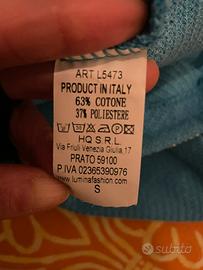 ART L5473
PRODUCT IN ITALY
63% COTONE
37% POLIESTERE
HQ S.R.L.
Via Friuli Venezia Giulia,17
PRATO 59100
P.IVA 02365390976
www.luminafashion.com
S
subito